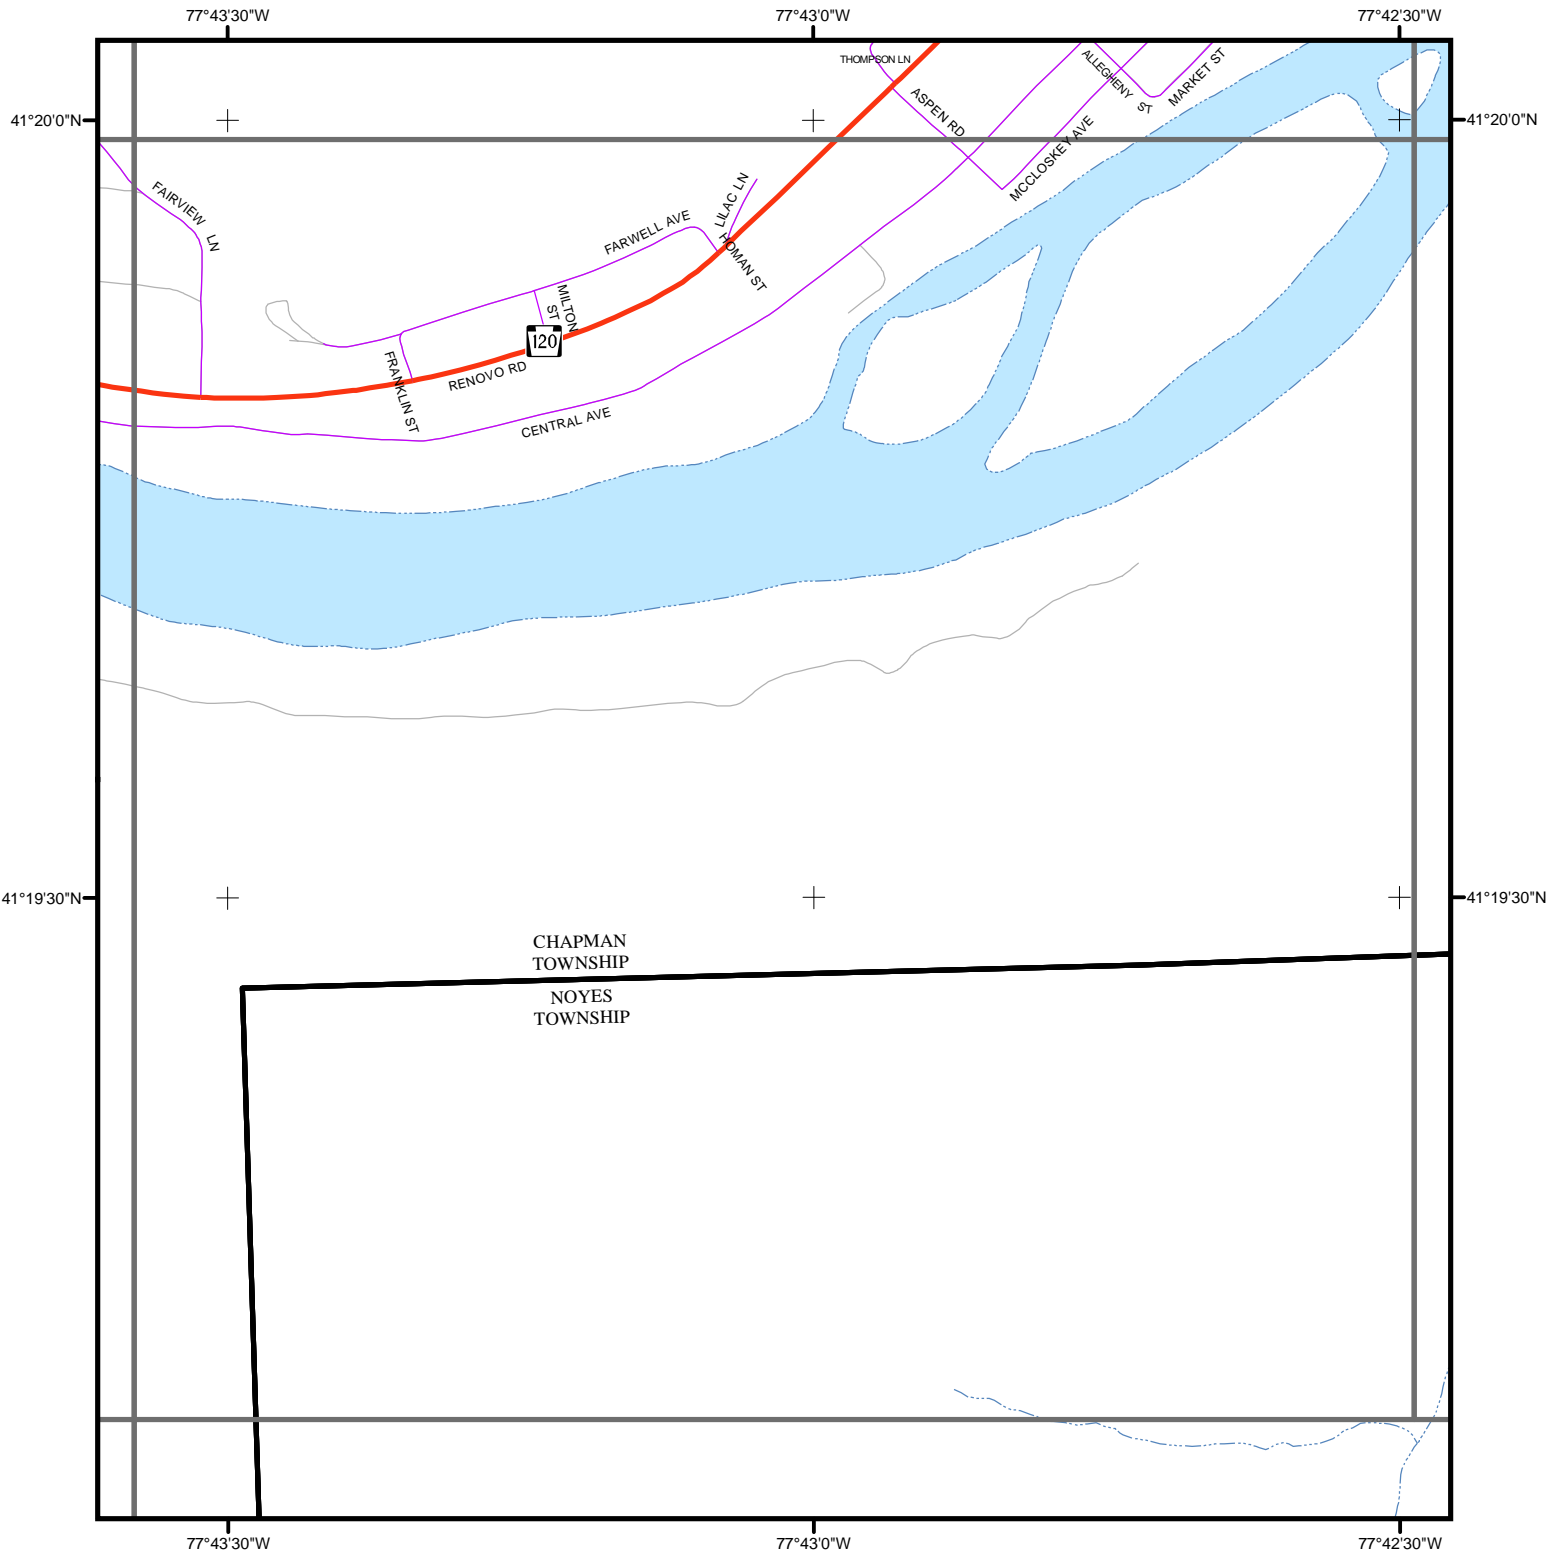 77°43'30"W
77°43'0"W
77°42'30"W
THOMPSON LN
ALLEGHENY ST
MARKET ST
41°20'0"N
41°20'0"N
ASPEN RD
MCCLOSKEY AVE
FAIRVIEW LN
LILAC LN
FARWELL AVE
HOMAN ST
MILTON
ST
120
FRANKLIN ST
RENOVO RD
CENTRAL AVE
41°19'30"N
41°19'30"N
CHAPMAN
TOWNSHIP
NOYES
TOWNSHIP
77°43'30"W
77°43'0"W
77°42'30"W